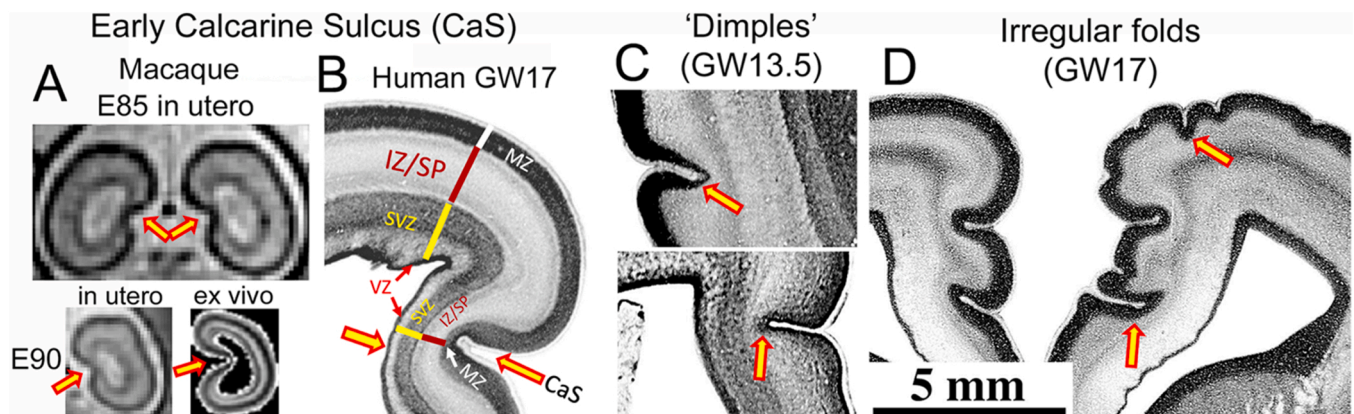 Early Calcarine Sulcus (CaS)
'Dimples'
(GW13.5)
Irregular folds
(GW17)
A
Macaque
E85 in utero
B
Human GW17
C
D
MZ
IZ/SP
SVZ
VZ
SVZ
IZ/SP
MZ
CaS
in utero
ex vivo
E90
5 mm